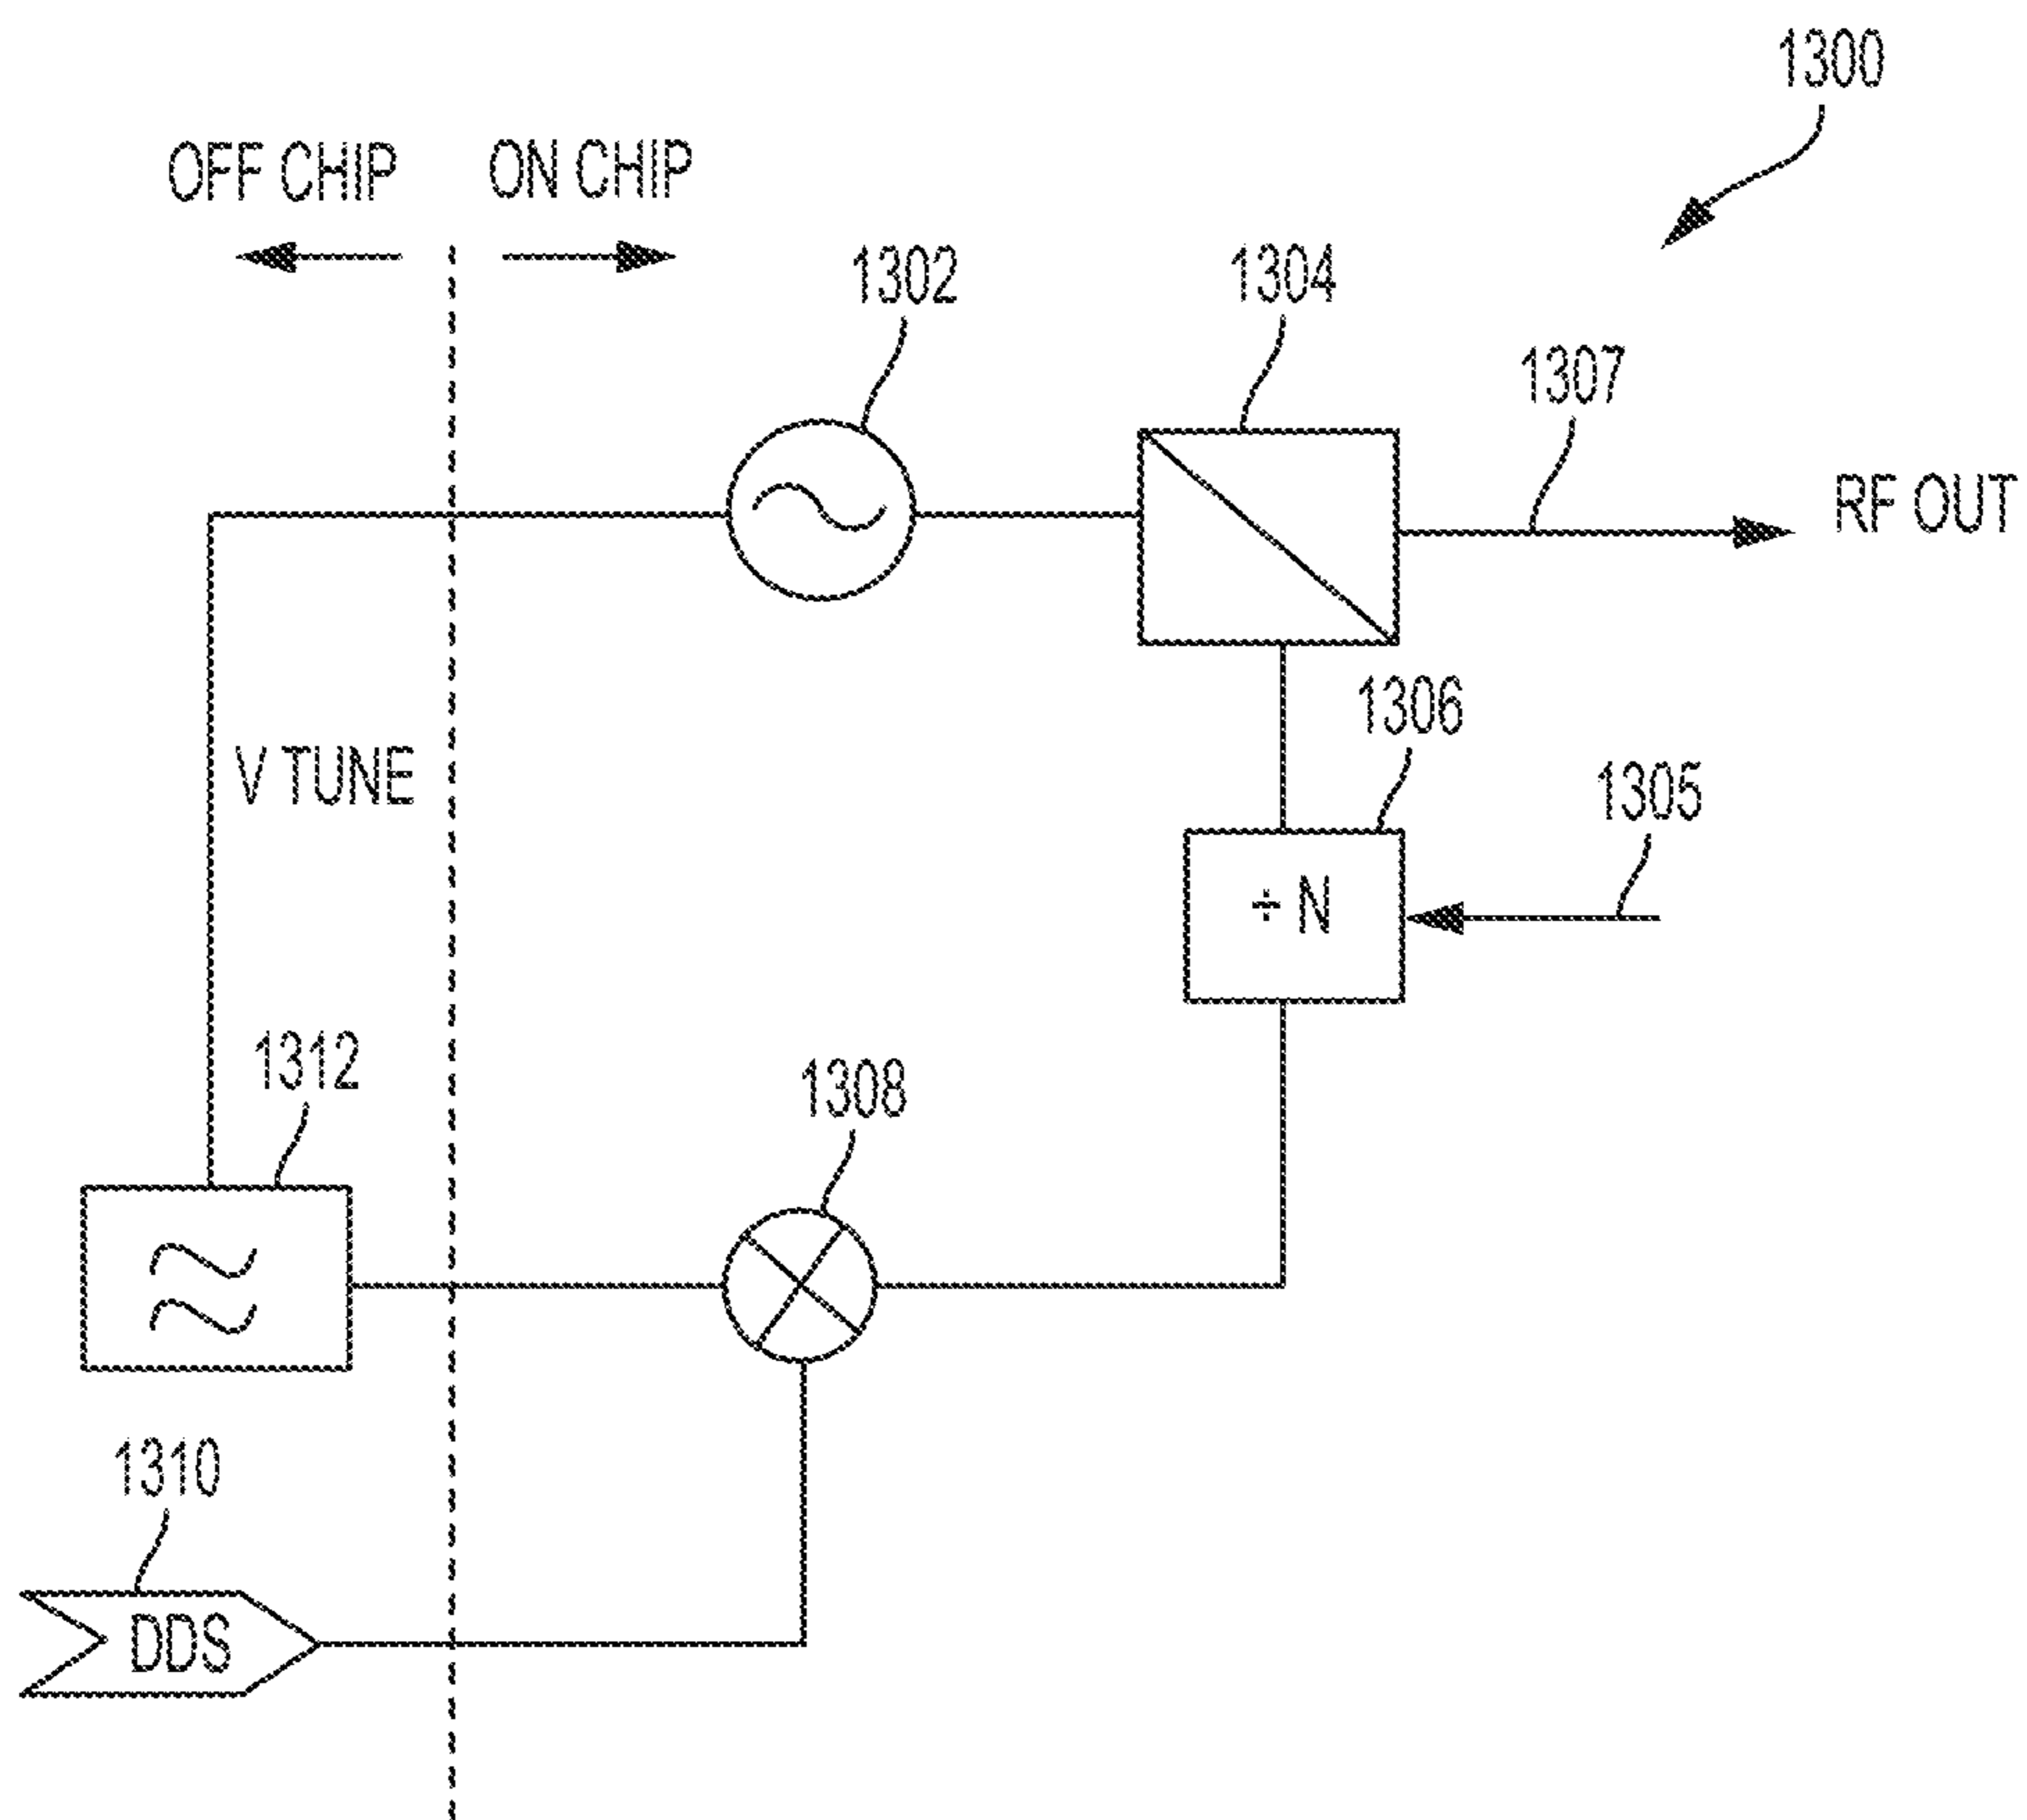 1300
OFF CHIP
ON CHIP
1302
1304
1307
RF OUT
1306
V TUNE
1305
÷ N
1312
1308
1310
DDS